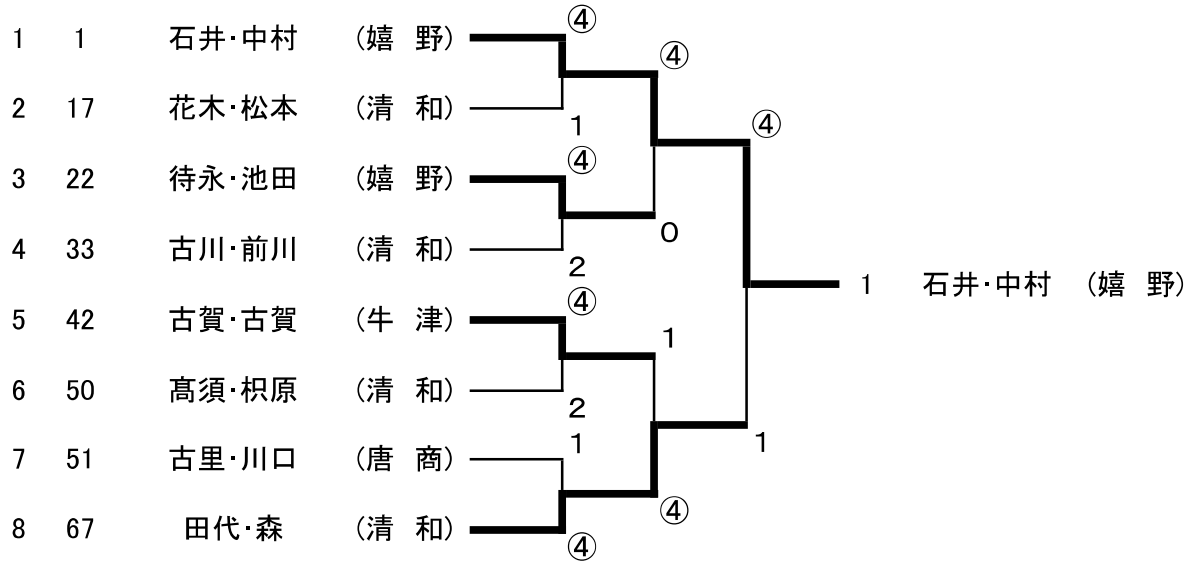 ④
1 1 石井・中村 (嬉 野)
④
2 17 花木・松本 (清 和)
1
④
④
3 22 待永・池田 (嬉 野)
0
4 33 古川・前川 (清 和)
2
1 石井・中村 (嬉 野)
④
5 42 古賀・古賀 (牛 津)
1
6 50 髙須・枳原 (清 和)
2
1
1
7 51 古里・川口 (唐 商)
④
8 67 田代・森 (清 和)
④